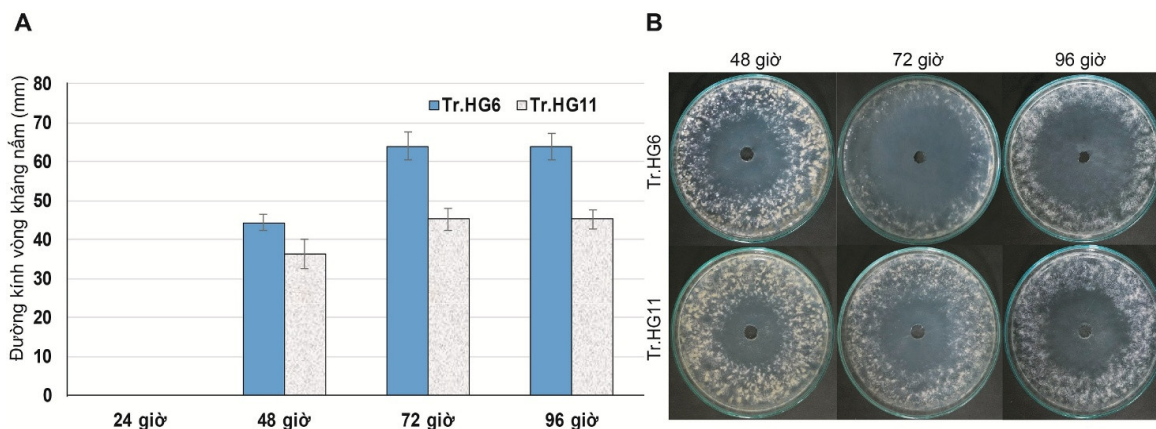 A
Đường kính vòng kháng nấm (mm)
80
70
60
50
40
30
20
10
0
Tr.HG6 Tr.HG11
24 giờ 48 giờ 72 giờ 96 giờ
B
48 giờ 72 giờ 96 giờ
Tr.HG6
Tr.HG11